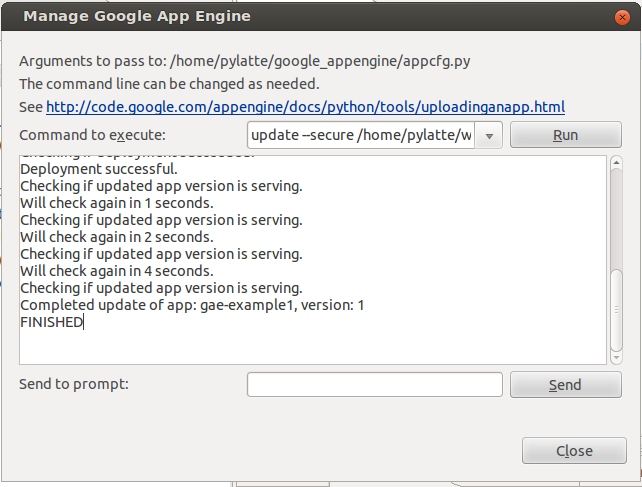 Manage Google App Engine
Arguments to pass to: /home/pylatte/google_appengine/appcfg.py
The command line can be changed as needed.
See http://code.google.com/appengine/docs/python/tools/uploadinganapp.html
Command to execute: update --secure /home/pylatte/w Run
Checking if deployment succeeded.
Deployment successful.
Checking if updated app version is serving.
Will check again in 1 seconds.
Checking if updated app version is serving.
Will check again in 2 seconds.
Checking if updated app version is serving.
Will check again in 4 seconds.
Checking if updated app version is serving.
Completed update of app: gae-example1, version: 1
FINISHED
Send to prompt: Send
Close